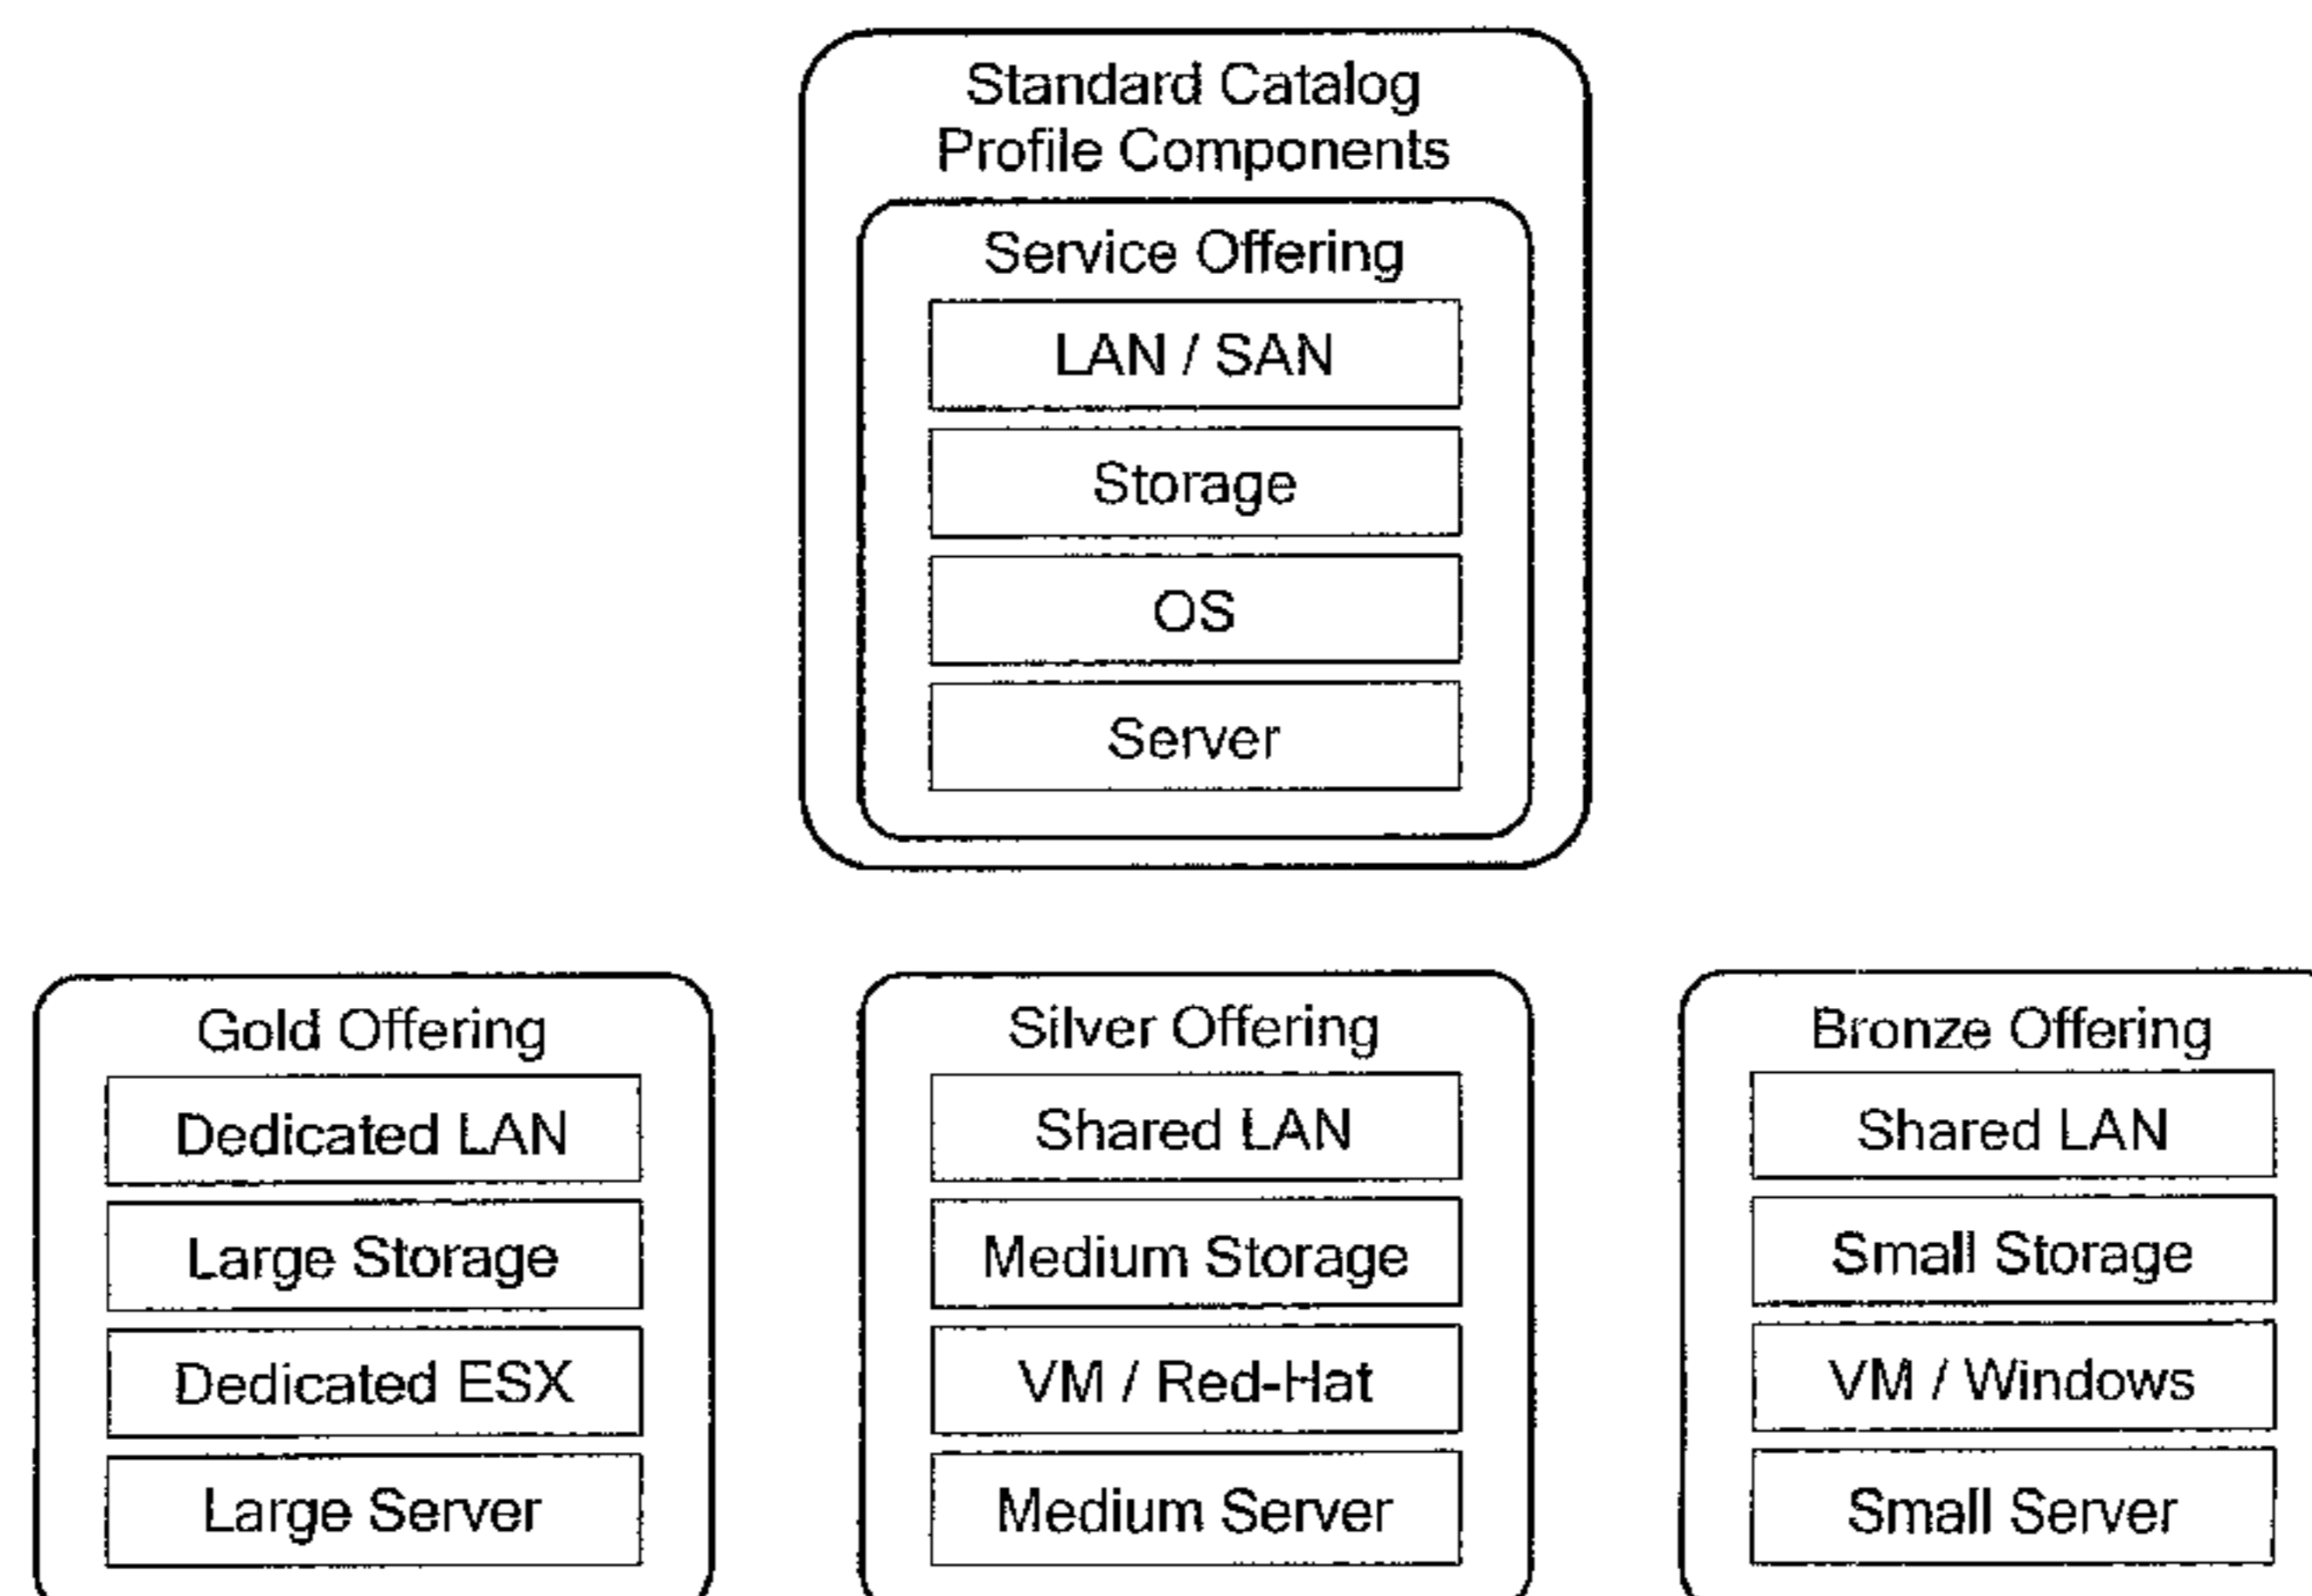 Standard Catalog
Profile Components
Service Offering
LAN / SAN
Storage
OS
Server
Gold Offering
Dedicated LAN
Large Storage
Dedicated ESX
Large Server
Silver Offering
Shared LAN
Medium Storage
VM / Red-Hat
Medium Server
Bronze Offering
Shared LAN
Small Storage
VM / Windows
Small Server